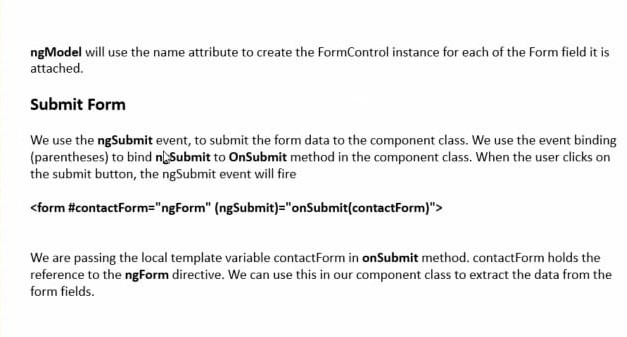 ngModel will use the name attribute to create the FormControl instance for each of the Form field it is
attached.
Submit Form
We use the ngSubmit event, to submit the form data to the component class. We use the event binding
(parentheses) to bind ngSubmit to OnSubmit method in the component class. When the user clicks on
the submit button, the ngSubmit event will fire
<form #contactForm="ngForm" (ngSubmit)="onSubmit(contactForm)">
We are passing the local template variable contactForm in onSubmit method. contactForm holds the
reference to the ngForm directive. We can use this in our component class to extract the data from the
form fields.